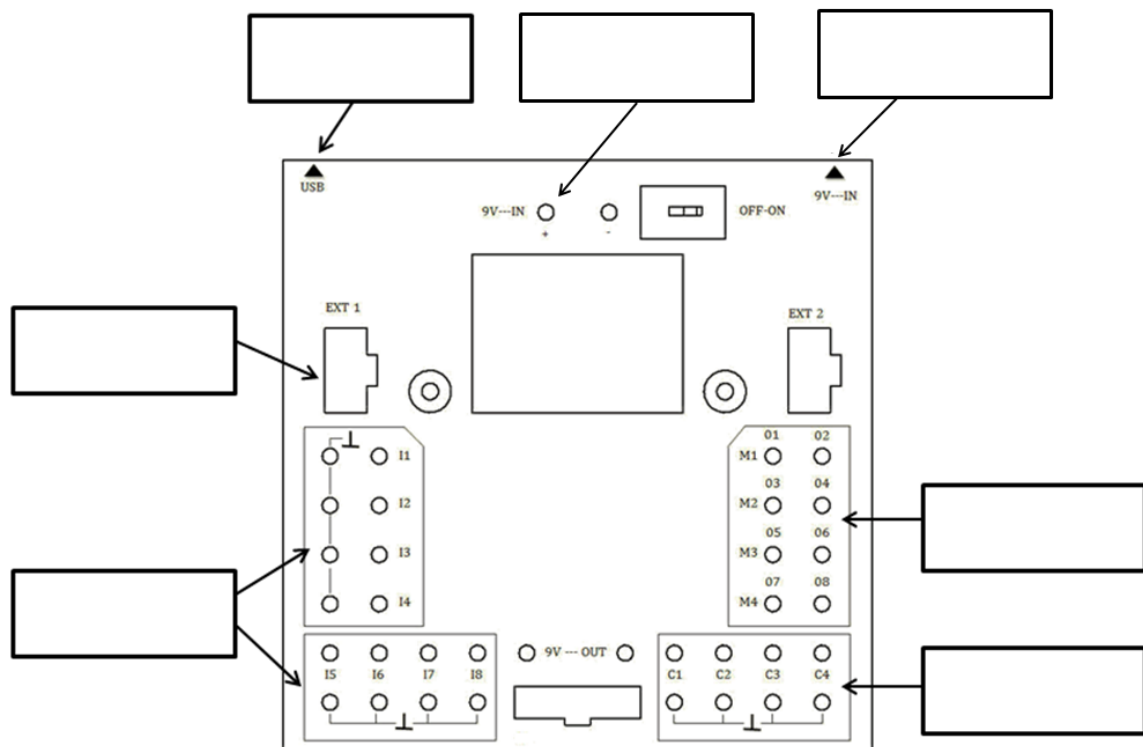 USB
9V---IN
+
-
OFF-ON
9V---IN
EXT 1
EXT 2
I1
I2
I3
I4
01 02
M1
03 04
M2
05 06
M3
07 08
M4
I5 I6 I7 I8
9V --- OUT
C1 C2 C3 C4